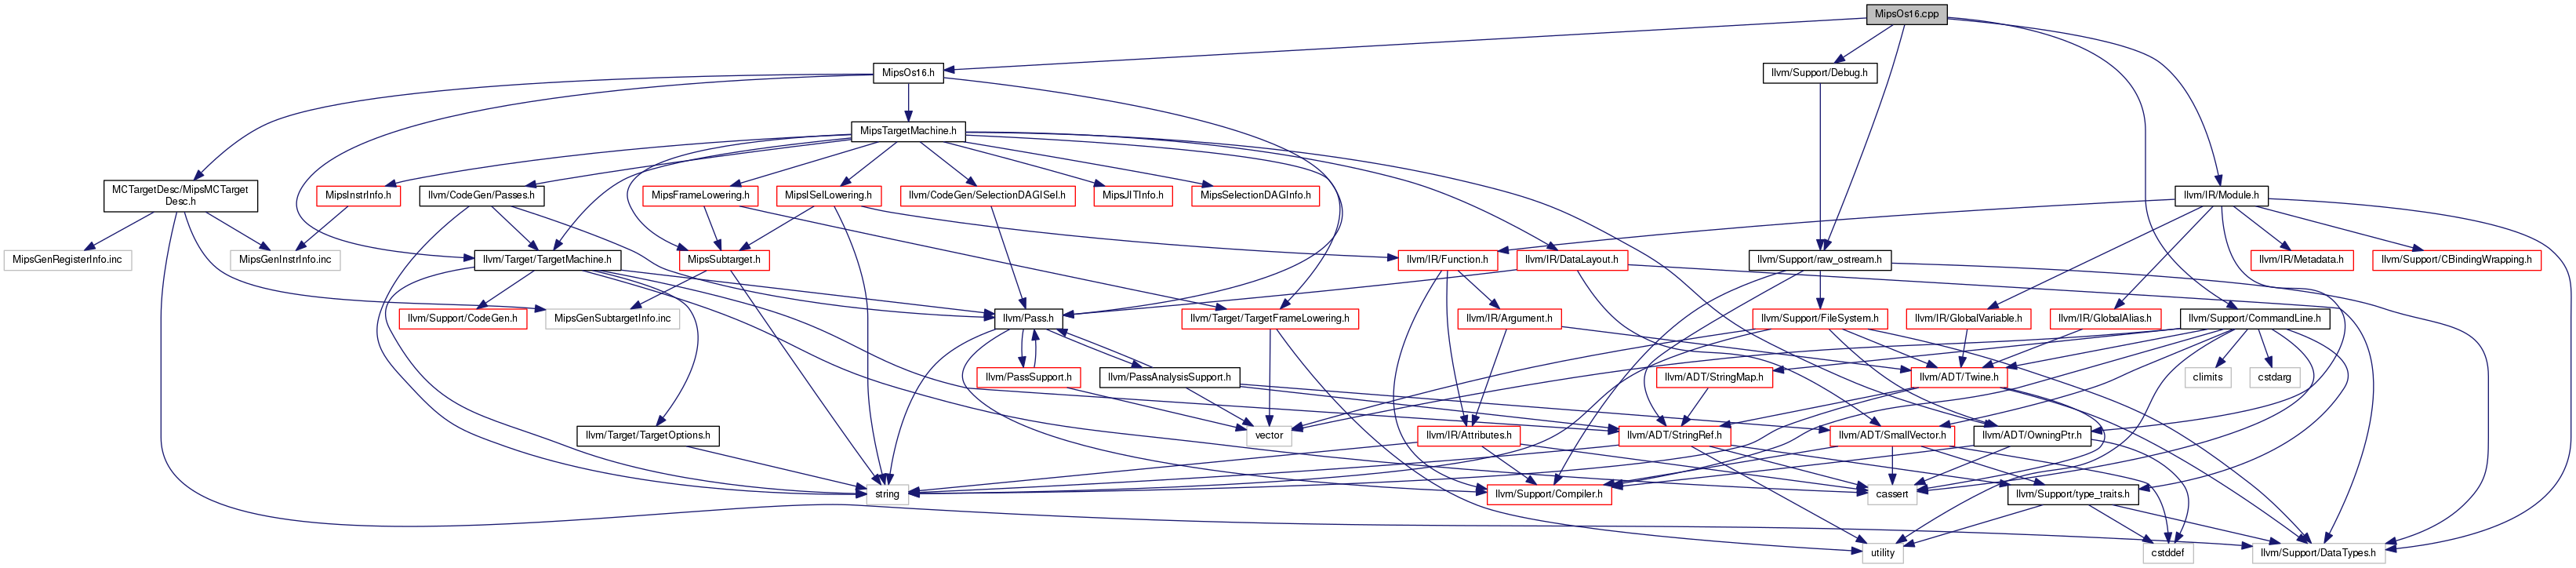 MipsOs16.cpp
MipsOs16.h
llvm/Support/Debug.h
MipsTargetMachine.h
MCTargetDesc/MipsMCTarget
Desc.h
MipsInstrInfo.h
llvm/CodeGen/Passes.h
MipsFrameLowering.h
MipsISelLowering.h
llvm/CodeGen/SelectionDAGISel.h
MipsJITInfo.h
MipsSelectionDAGInfo.h
llvm/IR/Module.h
MipsGenRegisterInfo.inc
MipsGenInstrInfo.inc
llvm/Target/TargetMachine.h
MipsSubtarget.h
llvm/IR/Function.h
llvm/IR/DataLayout.h
llvm/Support/raw_ostream.h
llvm/IR/Metadata.h
llvm/Support/CBindingWrapping.h
llvm/Support/CodeGen.h
MipsGenSubtargetInfo.inc
llvm/Pass.h
llvm/Target/TargetFrameLowering.h
llvm/IR/Argument.h
llvm/Support/FileSystem.h
llvm/IR/GlobalVariable.h
llvm/IR/GlobalAlias.h
llvm/Support/CommandLine.h
llvm/PassSupport.h
llvm/PassAnalysisSupport.h
llvm/ADT/StringMap.h
llvm/ADT/Twine.h
climits
cstdarg
llvm/Target/TargetOptions.h
vector
llvm/IR/Attributes.h
llvm/ADT/StringRef.h
llvm/ADT/SmallVector.h
llvm/ADT/OwningPtr.h
string
llvm/Support/Compiler.h
cassert
llvm/Support/type_traits.h
utility
cstddef
llvm/Support/DataTypes.h